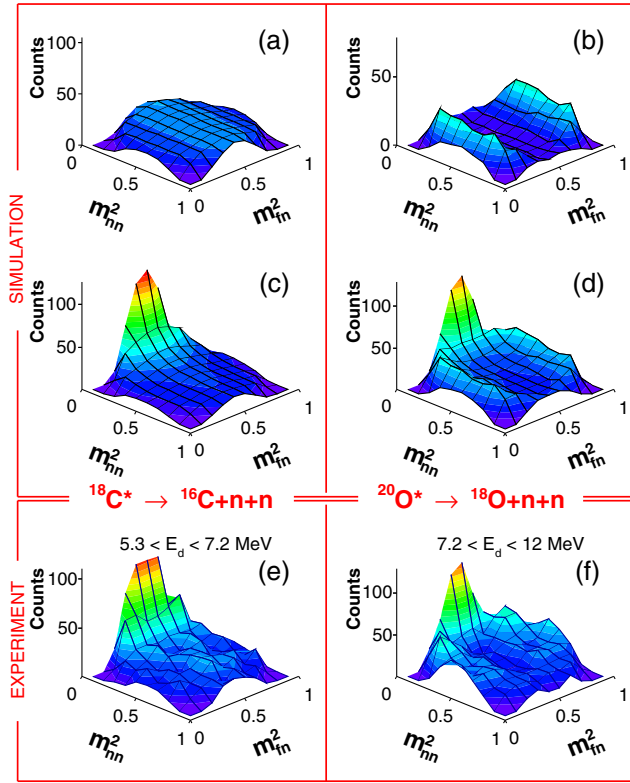 (a)
Counts
100
50
0
0
0.5
1
m²nn
0
0.5
1
m²fn
(b)
Counts
50
0
0
0.5
1
m²nn
0
0.5
1
m²fn
SIMULATION
(c)
Counts
100
50
0
0.5
1
m²nn
0
0.5
1
m²fn
(d)
Counts
100
50
0
0.5
1
m²nn
0
0.5
1
m²fn
¹⁸C* → ¹⁶C+n+n
²⁰O* → ¹⁸O+n+n
EXPERIMENT
5.3 < E_d < 7.2 MeV
(e)
Counts
100
50
0
0.5
1
m²nn
0
0.5
1
m²fn
7.2 < E_d < 12 MeV
(f)
Counts
100
50
0
0.5
1
m²nn
0
0.5
1
m²fn